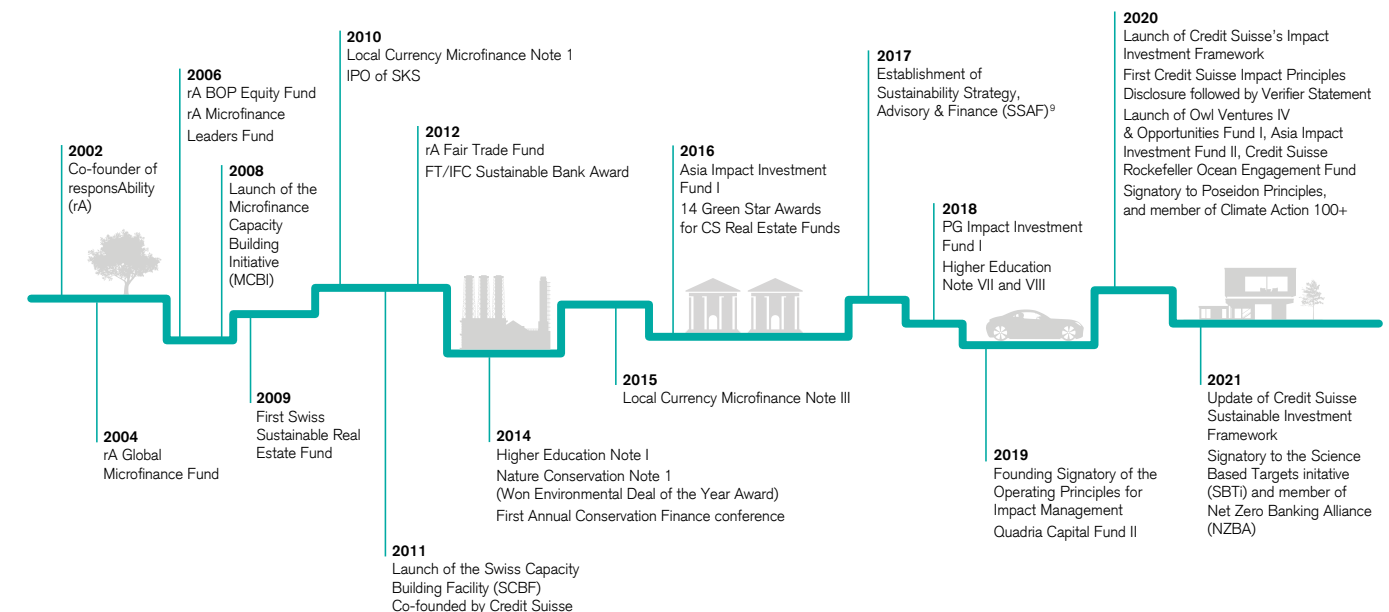 2002
Co-founder of
responsAbility
(rA)
2004
rA Global
Microfinance Fund
2006
rA BOP Equity Fund
rA Microfinance
Leaders Fund
2008
Launch of the
Microfinance
Capacity
Building
Initiative
(MCBI)
2009
First Swiss
Sustainable Real
Estate Fund
2010
Local Currency Microfinance Note 1
IPO of SKS
2011
Launch of the Swiss Capacity
Building Facility (SCBF)
Co-founded by Credit Suisse
2012
rA Fair Trade Fund
FT/IFC Sustainable Bank Award
2014
Higher Education Note I
Nature Conservation Note 1
(Won Environmental Deal of the Year Award)
First Annual Conservation Finance conference
2015
Local Currency Microfinance Note III
2016
Asia Impact Investment
Fund I
14 Green Star Awards
for CS Real Estate Funds
2017
Establishment of
Sustainability Strategy,
Advisory & Finance (SSAF)⁹
2018
PG Impact Investment
Fund I
Higher Education
Note VII and VIII
2019
Founding Signatory of the
Operating Principles for
Impact Management
Quadria Capital Fund II
2020
Launch of Credit Suisse's Impact
Investment Framework
First Credit Suisse Impact Principles
Disclosure followed by Verifier Statement
Launch of Owl Ventures IV
& Opportunities Fund I, Asia Impact
Investment Fund II, Credit Suisse
Rockefeller Ocean Engagement Fund
Signatory to Poseidon Principles,
and member of Climate Action 100+
2021
Update of Credit Suisse
Sustainable Investment
Framework
Signatory to the Science
Based Targets initative
(SBTi) and member of
Net Zero Banking Alliance
(NZBA)